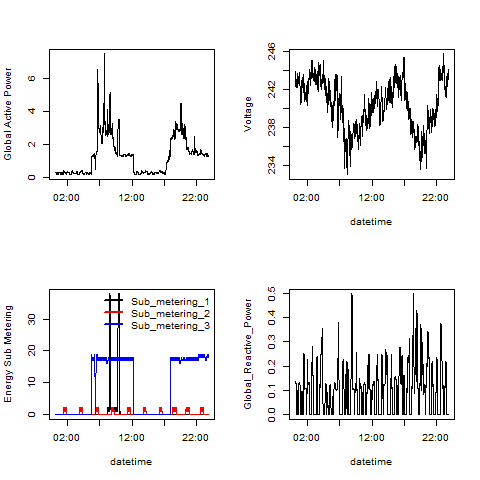 Global Active Power
0 2 4 6
02:00 12:00 22:00
Voltage
234 238 242 246
02:00 12:00 22:00
datetime
Energy Sub Metering
0 10 20 30
Sub_metering_1
Sub_metering_2
Sub_metering_3
02:00 12:00 22:00
datetime
Global_Reactive_Power
0.0 0.1 0.2 0.3 0.4 0.5
02:00 12:00 22:00
datetime